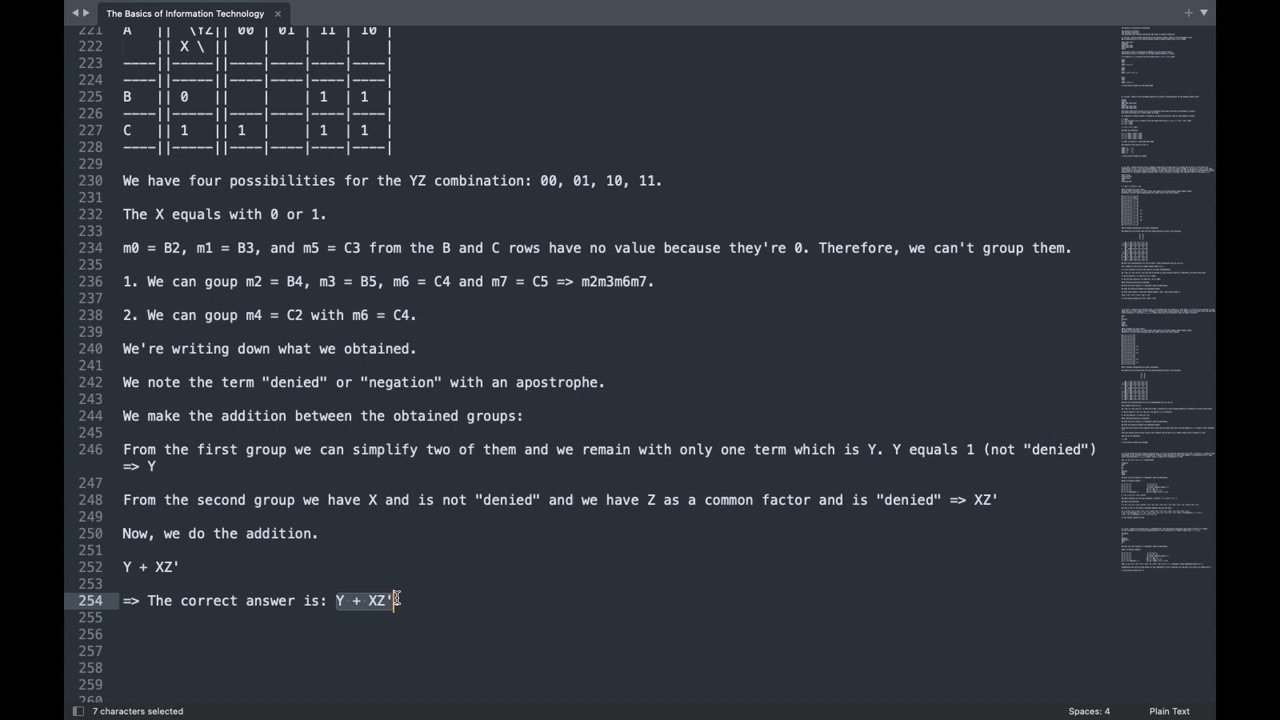 The Basics of Information Technology
221 A    ||  \YZ|| 00 | 01 | 11 | 10 |
222      || X \
223 ----||-----||----|----|----|----|
224 ----||-----||----|----|----|----|
225 B    || 0   ||    |    | 1 | 1 |
226 ----||-----||----|----|----|----|
227 C    || 1   || 1 |    | 1 | 1 |
228 ----||-----||----|----|----|----|
229
230 We have four posibilities for the YZ combination: 00, 01, 10, 11.
231
232 The X equals with 0 or 1.
233
234 m0 = B2, m1 = B3, and m5 = C3 from the B and C rows have no value because they're 0. Therefore, we can't group them.
235
236 1. We can goup m2 = B4, m3 = B5, m6 = C4 and m7 = C5 => m2m3m6m7.
237
238 2. We can goup m4 = C2 with m6 = C4.
239
240 We're writing down what we obtained.
241
242 We note the term "denied" or "negation" with an apostrophe.
243
244 We make the addition between the obtained groups:
245
246 From the first group we can simplify all of them and we remain with only one term which is Y. Y equals 1 (not "denied")
=> Y
247
248 From the second group we have X and is not "denied" and we have Z as a common factor and is "denied" => XZ'
249
250 Now, we do the addition.
251
252 Y + XZ'
253
254 => The correct answer is: Y + XZ'
255
256
257
258
259
260
7 characters selected
Spaces: 4
Plain Text